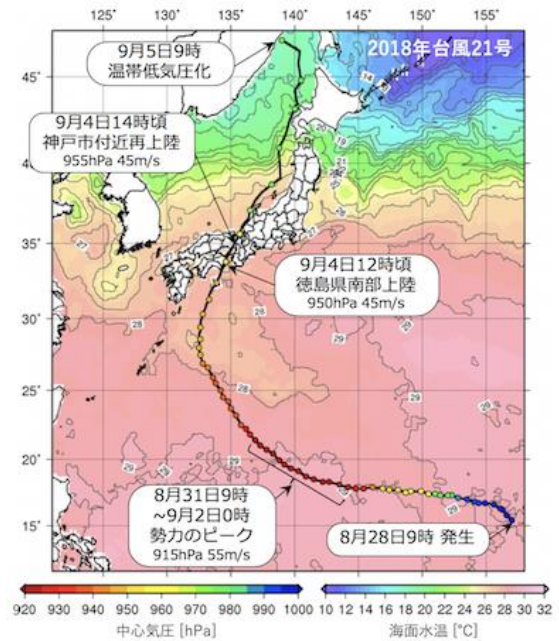 125° 130° 135° 140° 145° 150° 155°
2018年台風21号
9月5日9時
温帯低気圧化
45°
9月4日14時頃
神戸市付近再上陸
955hPa 45m/s
40°
35°
9月4日12時頃
徳島県南部上陸
950hPa 45m/s
30°
25°
20°
8月31日9時
~9月2日0時
勢力のピーク
915hPa 55m/s
15°
8月28日9時 発生
920 930 940 950 960 970 980 990 1000
中心気圧 [hPa]
10 12 14 16 18 20 22 24 26 28 30 32
海面水温 [°C]